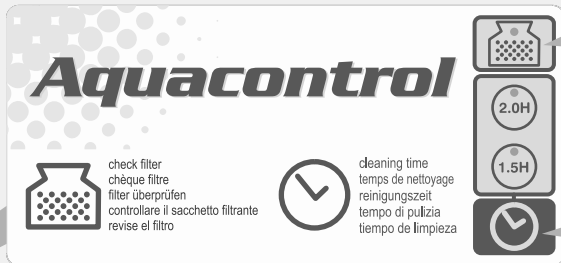 Aquacontrol
check filter
chèque filtre
filter überprüfen
controllare il sacchetto filtrante
revise el filtro
cleaning time
temps de nettoyage
reinigungszeit
tempo di pulizia
tiempo de limpieza
2.0H
1.5H